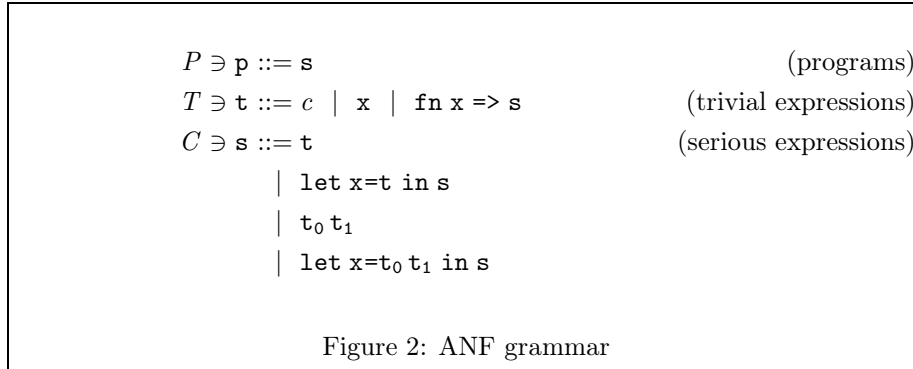 P ∋ p ::= s (programs)
T ∋ t ::= c | x | fn x => s (trivial expressions)
C ∋ s ::= t (serious expressions)
| let x=t in s
| t₀ t₁
| let x=t₀ t₁ in s
Figure 2: ANF grammar